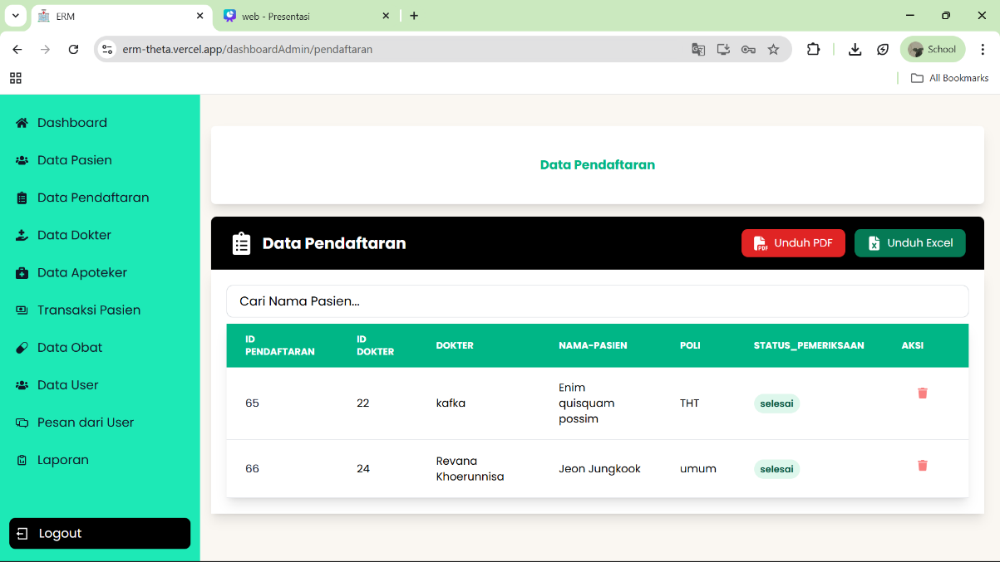 ERM
web - Presentasi
erm-theta.vercel.app/dashboardAdmin/pendaftaran
School
All Bookmarks
Dashboard
Data Pasien
Data Pendaftaran
Data Dokter
Data Apoteker
Transaksi Pasien
Data Obat
Data User
Pesan dari User
Laporan
Logout
Data Pendaftaran
Data Pendaftaran
PDF
Unduh PDF
X
Unduh Excel
Cari Nama Pasien...
ID PENDAFTARAN ID DOKTER DOKTER NAMA-PASIEN POLI STATUS_PEMERIKSAAN AKSI
65 22 kafka Enim quisquam possim THT selesai
66 24 Revana Khoerunnisa Jeon Jungkook umum selesai